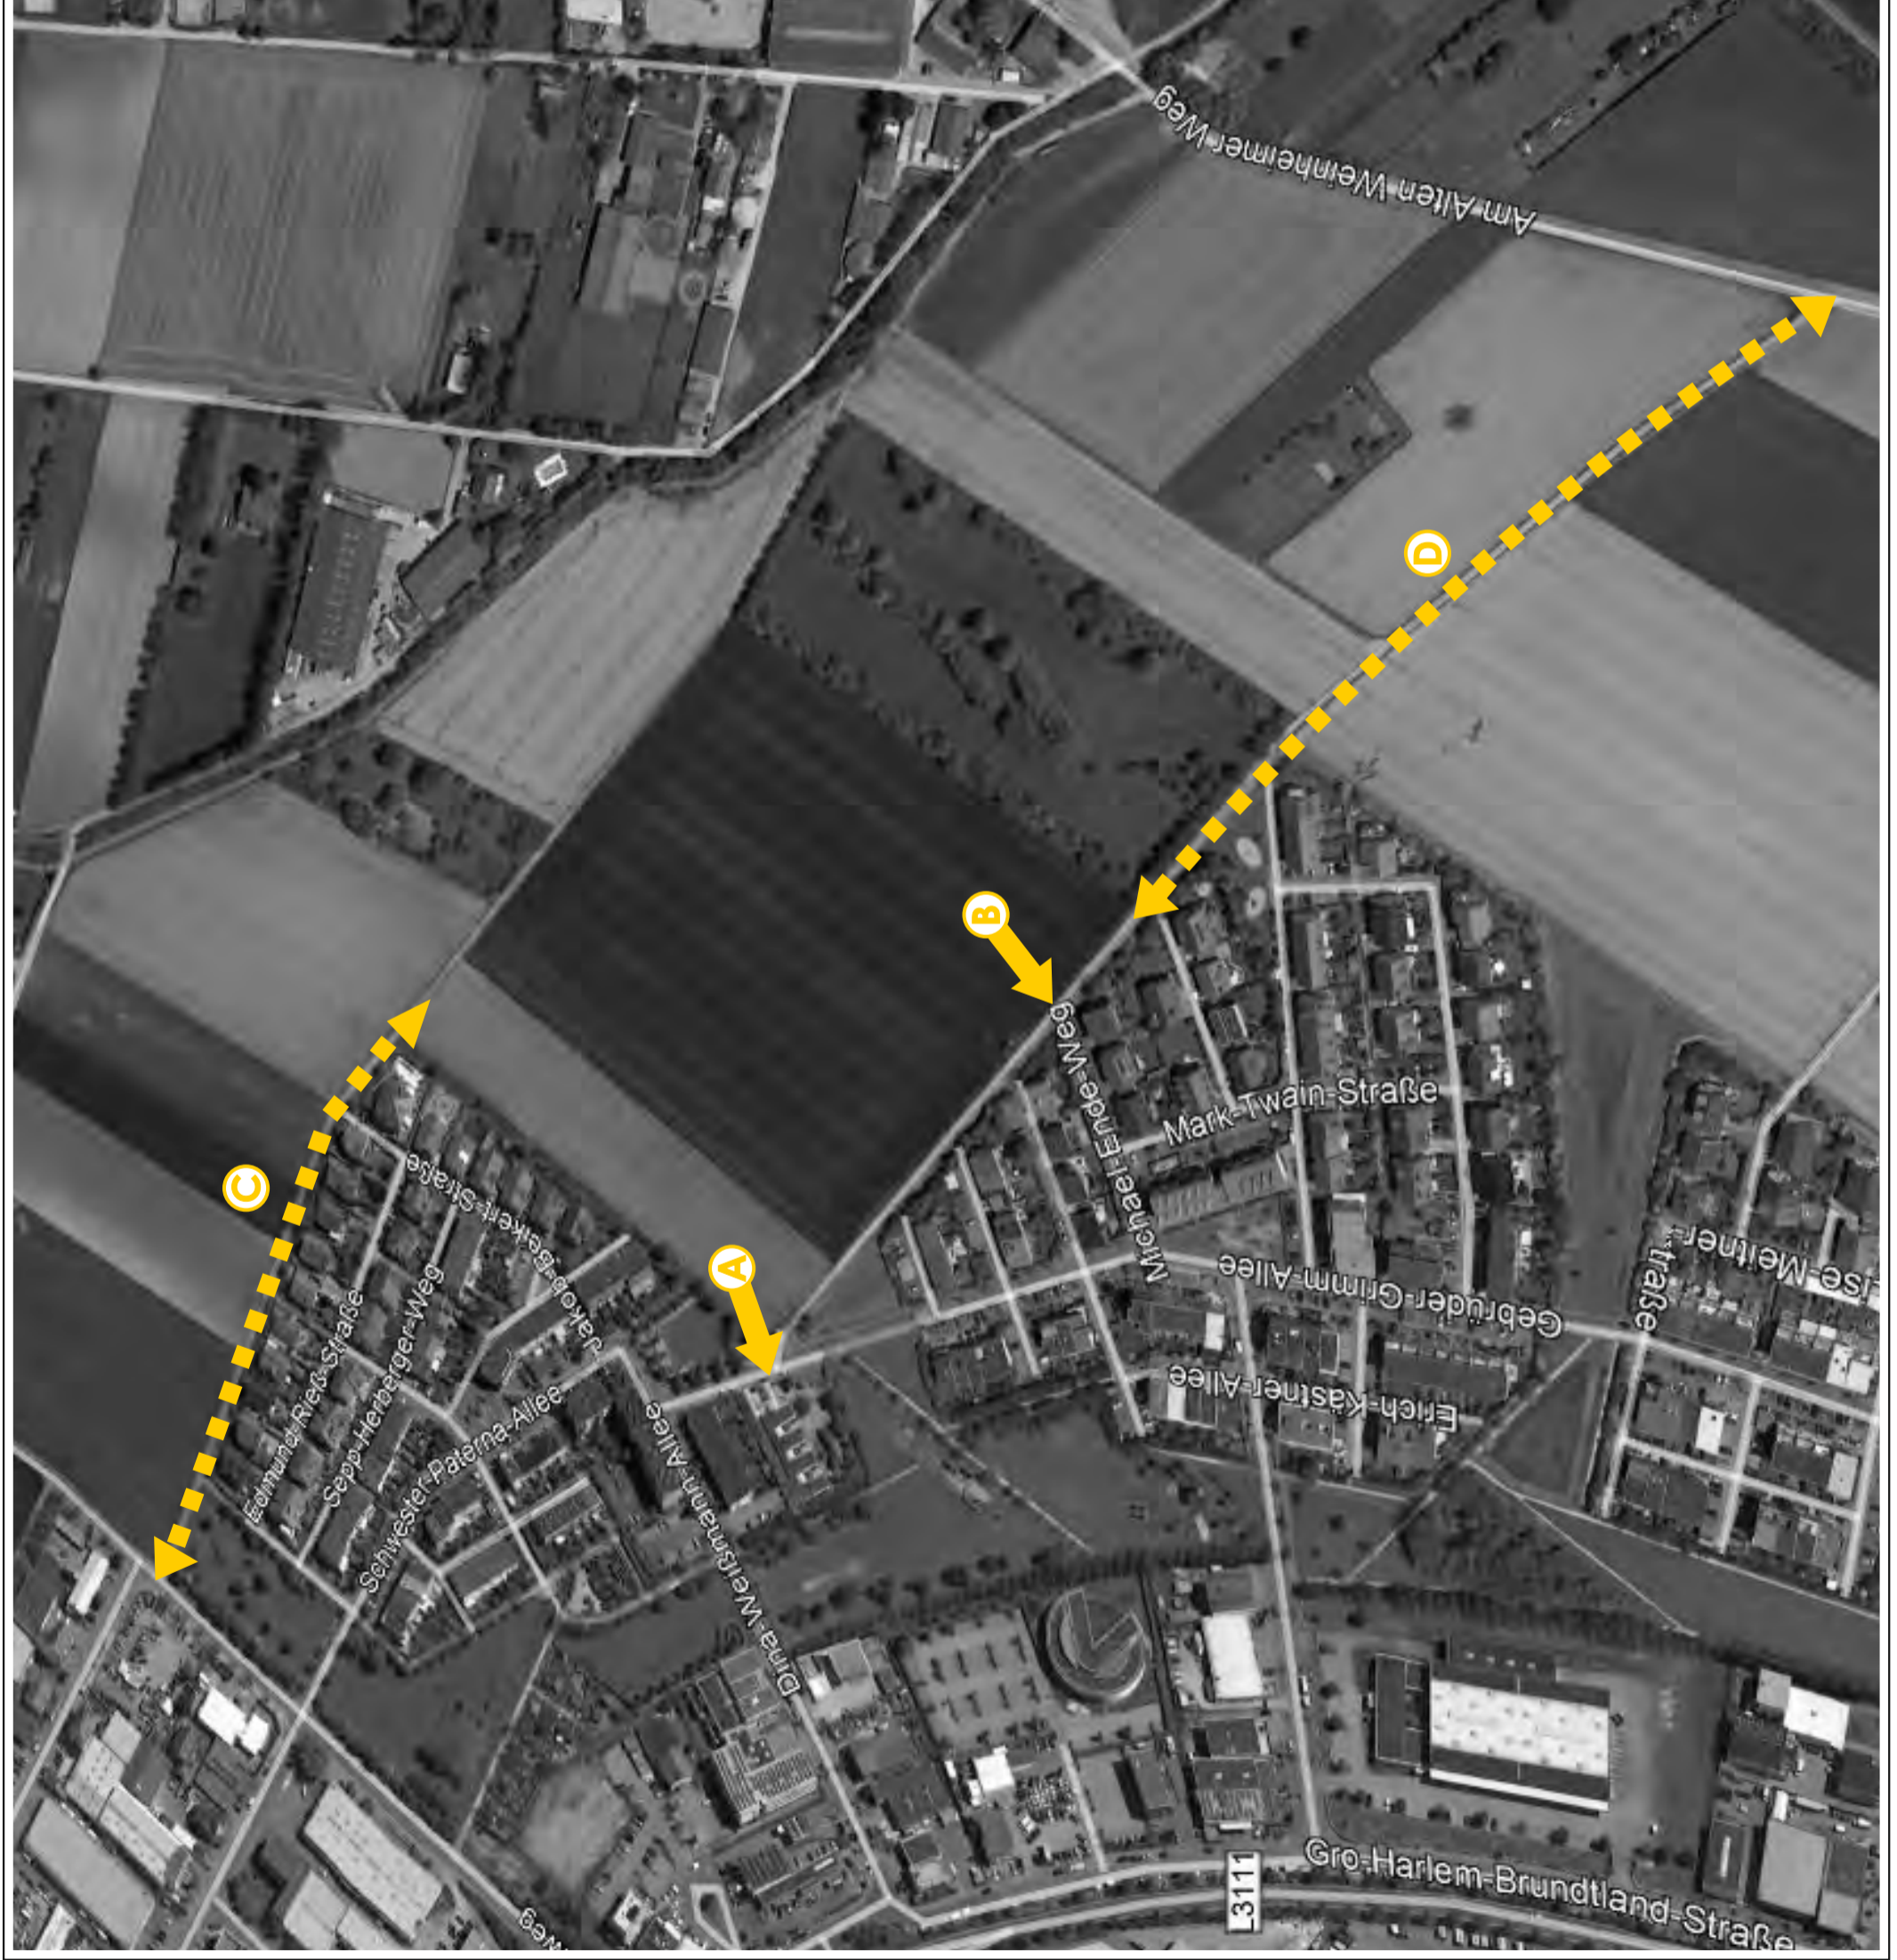 Am Alten Weinheimer Weg
D
B
C
Michael-Ende-Weg
Mark-Twain-Straße
A
Jakob-Beikert-Straße
Edmund-Rieß-Straße
Sepp-Herberger-Weg
Schwester-Paterna-Allee
Dina-Weißmann-Allee
Gebrüder-Grimm-Allee
Erich-Kästner-Allee
Lise-Meitner-
straße
L3111
Gro-Harlem-Brundtland-Straße